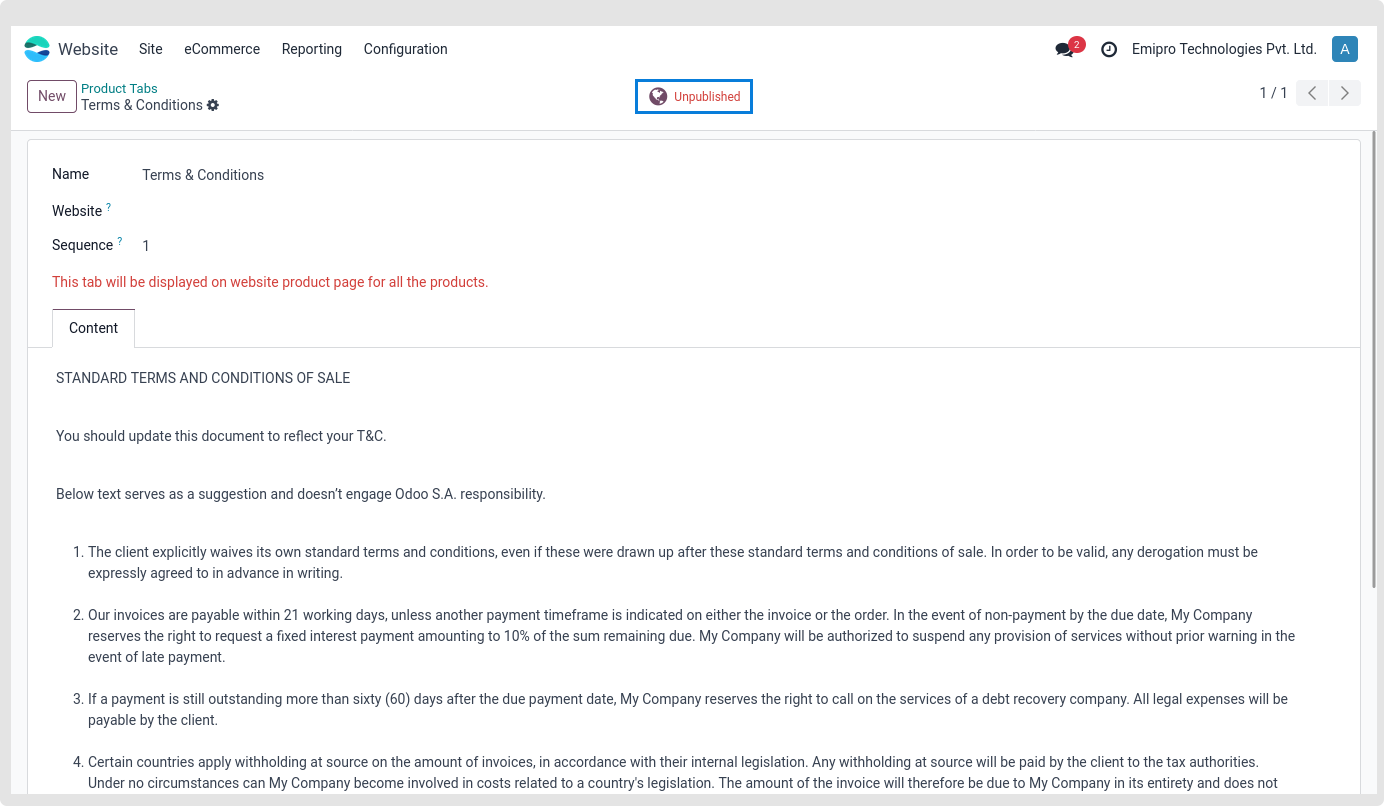 Website Site eCommerce Reporting Configuration 2 Emipro Technologies Pvt. Ltd. A
New Product Tabs
Terms & Conditions
Unpublished
1 / 1
Name Terms & Conditions
Website ?
Sequence ? 1
This tab will be displayed on website product page for all the products.
Content
STANDARD TERMS AND CONDITIONS OF SALE
You should update this document to reflect your T&C.
Below text serves as a suggestion and doesn’t engage Odoo S.A. responsibility.
1. The client explicitly waives its own standard terms and conditions, even if these were drawn up after these standard terms and conditions of sale. In order to be valid, any derogation must be
expressly agreed to in advance in writing.
2. Our invoices are payable within 21 working days, unless another payment timeframe is indicated on either the invoice or the order. In the event of non-payment by the due date, My Company
reserves the right to request a fixed interest payment amounting to 10% of the sum remaining due. My Company will be authorized to suspend any provision of services without prior warning in the
event of late payment.
3. If a payment is still outstanding more than sixty (60) days after the due payment date, My Company reserves the right to call on the services of a debt recovery company. All legal expenses will be
payable by the client.
4. Certain countries apply withholding at source on the amount of invoices, in accordance with their internal legislation. Any withholding at source will be paid by the client to the tax authorities.
Under no circumstances can My Company become involved in costs related to a country's legislation. The amount of the invoice will therefore be due to My Company in its entirety and does not